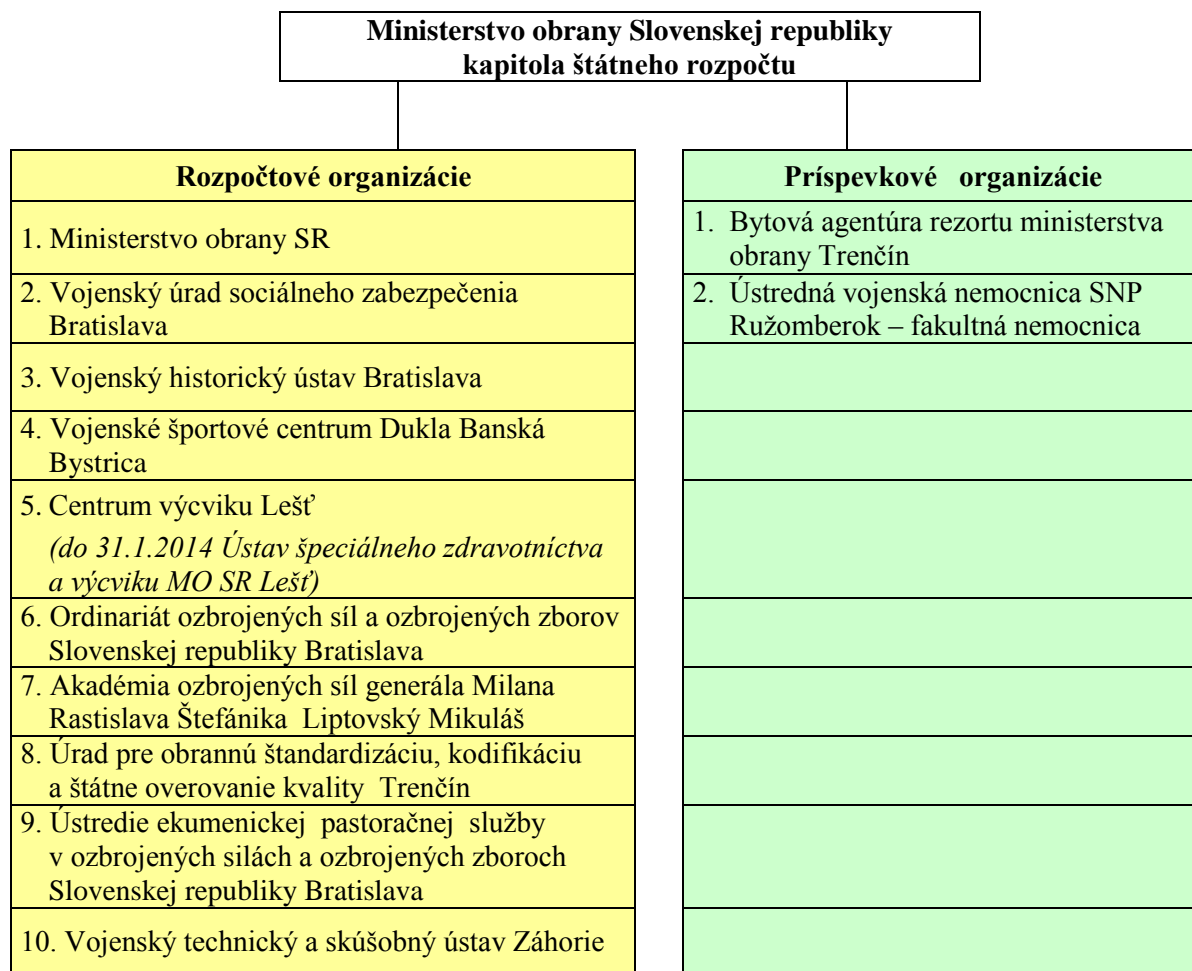 Ministerstvo obrany Slovenskej republiky
kapitola štátneho rozpočtu
Rozpočtové organizácie
1. Ministerstvo obrany SR
2. Vojenský úrad sociálneho zabezpečenia
Bratislava
3. Vojenský historický ústav Bratislava
4. Vojenské športové centrum Dukla Banská
Bystrica
5. Centrum výcviku Lešť
(do 31.1.2014 Ústav špeciálneho zdravotníctva
a výcviku MO SR Lešť)
6. Ordinariát ozbrojených síl a ozbrojených zborov
Slovenskej republiky Bratislava
7. Akadémia ozbrojených síl generála Milana
Rastislava Štefánika Liptovský Mikuláš
8. Úrad pre obrannú štandardizáciu, kodifikáciu
a štátne overovanie kvality Trenčín
9. Ústredie ekumenickej pastoračnej služby
v ozbrojených silách a ozbrojených zboroch
Slovenskej republiky Bratislava
10. Vojenský technický a skúšobný ústav Záhorie
Príspevkové organizácie
1. Bytová agentúra rezortu ministerstva
obrany Trenčín
2. Ústredná vojenská nemocnica SNP
Ružomberok – fakultná nemocnica